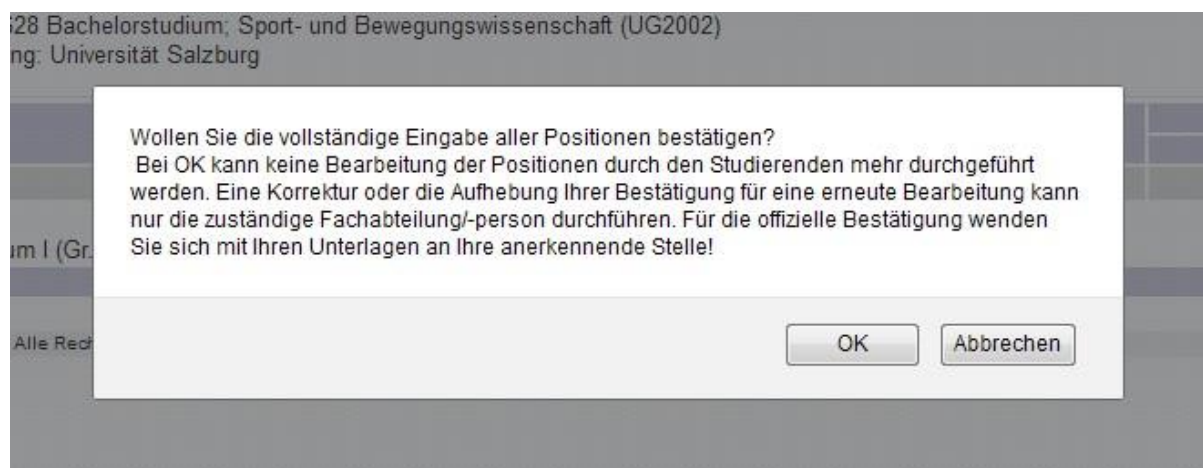 28 Bachelorstudium; Sport- und Bewegungswissenschaft (UG2002)
ng: Universität Salzburg
Wollen Sie die vollständige Eingabe aller Positionen bestätigen?
Bei OK kann keine Bearbeitung der Positionen durch den Studierenden mehr durchgeführt
werden. Eine Korrektur oder die Aufhebung Ihrer Bestätigung für eine erneute Bearbeitung kann
nur die zuständige Fachabteilung/-person durchführen. Für die offizielle Bestätigung wenden
Sie sich mit Ihren Unterlagen an Ihre anerkennende Stelle!
um I (Gr.
Alle Rech
OK Abbrechen